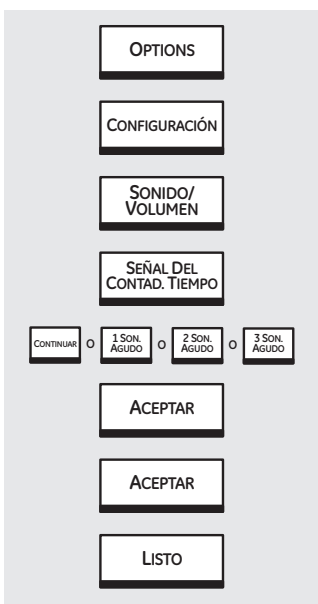 OPTIONS
CONFIGURACIÓN
SONIDO/
VOLUMEN
SEÑAL DEL
CONTAD. TIEMPO
CONTINUAR O 1 SON. AGUDO O 2 SON. AGUDO O 3 SON. AGUDO
ACEPTAR
ACEPTAR
LISTO